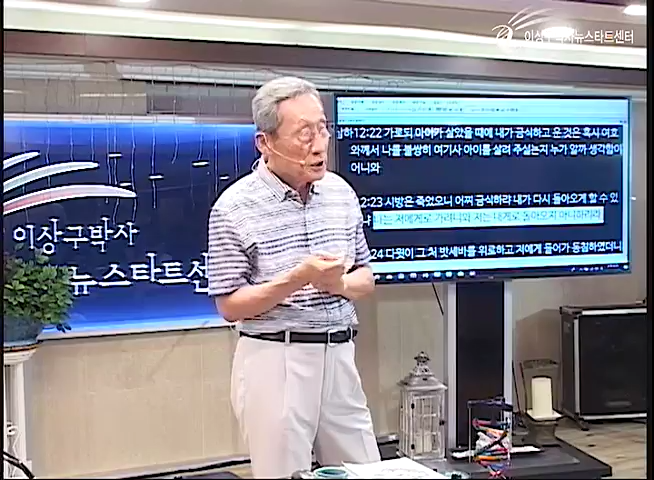 이상구박사뉴스타트센터
삼하12:22 가로되 아이가 살았을 때에 내가 금식하고 운 것은 혹시 여호
와께서 나를 불쌍히 여기사 아이를 살려 주실는지 누가 알까 생각함이
어니와
2:23 시방은 죽었으니 어찌 금식하랴 내가 다시 돌아오게 할 수 있
나는 저에게로 가려니와 저는 내게로 돌아오지 아니하리라
24 다윗이 그 처 밧세바를 위로하고 저에게 들어가 동침하였더니
이상구박사
뉴스타트센